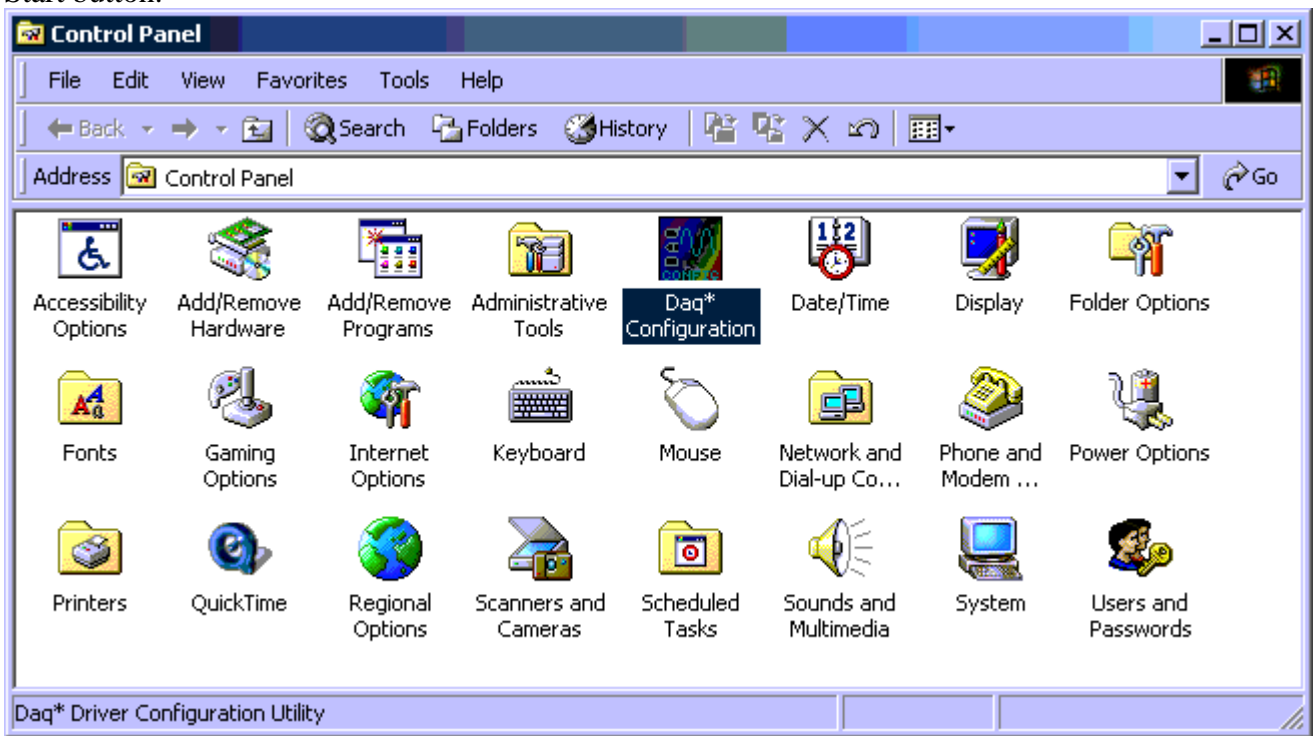 Start button.
Control Panel
File Edit View Favorites Tools Help
Back Search Folders History
Address Control Panel Go
Accessibility Options
Add/Remove Hardware
Add/Remove Programs
Administrative Tools
Daq* Configuration
Date/Time
Display
Folder Options
Fonts
Gaming Options
Internet Options
Keyboard
Mouse
Network and Dial-up Co...
Phone and Modem ...
Power Options
Printers
QuickTime
Regional Options
Scanners and Cameras
Scheduled Tasks
Sounds and Multimedia
System
Users and Passwords
Daq* Driver Configuration Utility